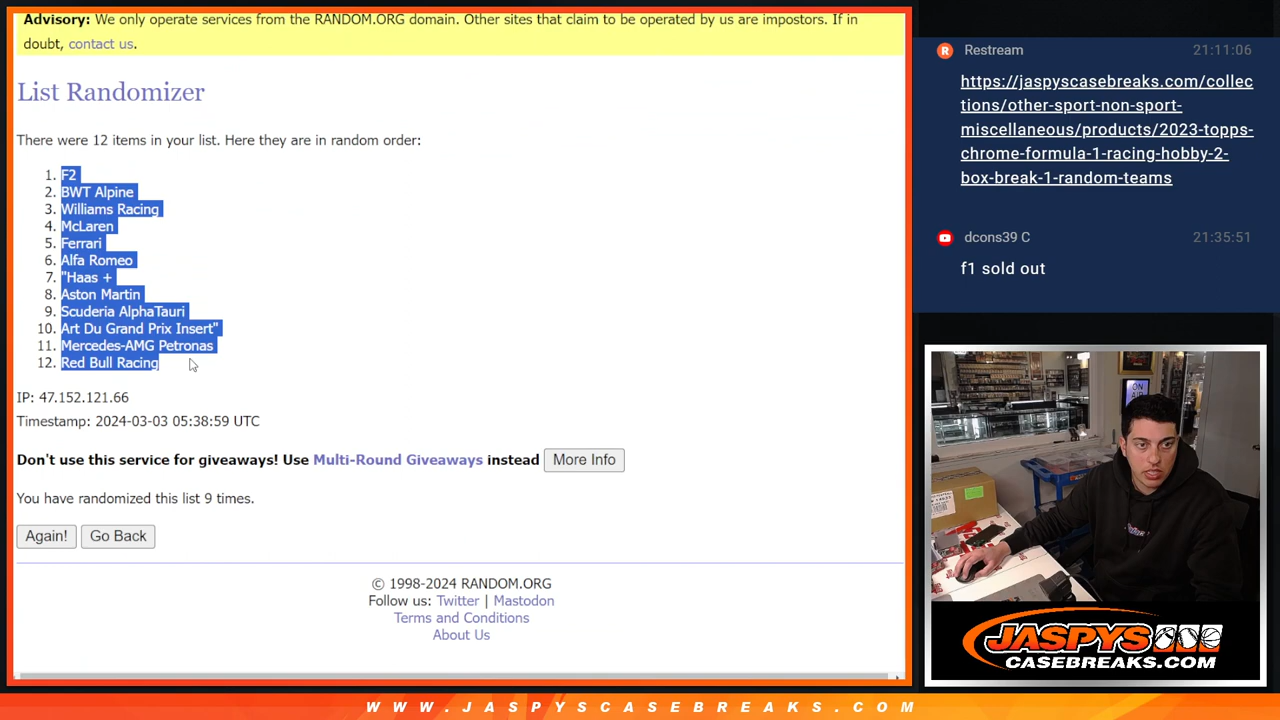 Advisory: We only operate services from the RANDOM.ORG domain. Other sites that claim to be operated by us are impostors. If in
doubt, contact us.
List Randomizer
There were 12 items in your list. Here they are in random order:
1. F2
2. BWT Alpine
3. Williams Racing
4. McLaren
5. Ferrari
6. Alfa Romeo
7. "Haas +
8. Aston Martin
9. Scuderia AlphaTauri
10. Art Du Grand Prix Insert"
11. Mercedes-AMG Petronas
12. Red Bull Racing
IP: 47.152.121.66
Timestamp: 2024-03-03 05:38:59 UTC
Don't use this service for giveaways! Use Multi-Round Giveaways instead More Info
You have randomized this list 9 times.
Again! Go Back
© 1998-2024 RANDOM.ORG
Follow us: Twitter | Mastodon
Terms and Conditions
About Us
R Restream 21:11:06
https://jaspyscasebreaks.com/collec
tions/other-sport-non-sport-
miscellaneous/products/2023-topps-
chrome-formula-1-racing-hobby-2-
box-break-1-random-teams
dcons39 C 21:35:51
f1 sold out
ON
JASPYS
CASEBREAKS.COM
WWW.JASPYSCASEBREAKS.COM